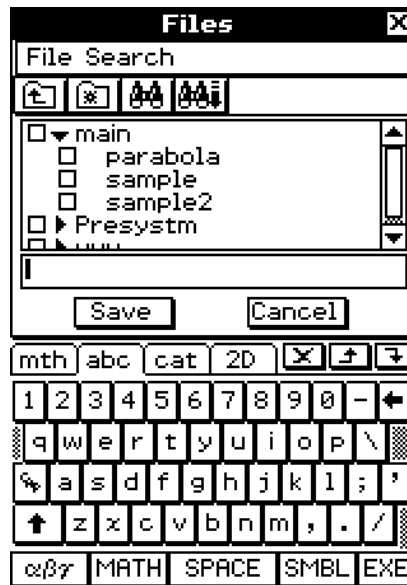 Files
File Search
main
parabola
sample
sample2
Presystm
Save Cancel
mth abc cat 2D
1 2 3 4 5 6 7 8 9 0 -
q w e r t y u i o p \
a s d f g h j k l ; '
z x c v b n m , . /
αβγ MATH SPACE SMBL EXE